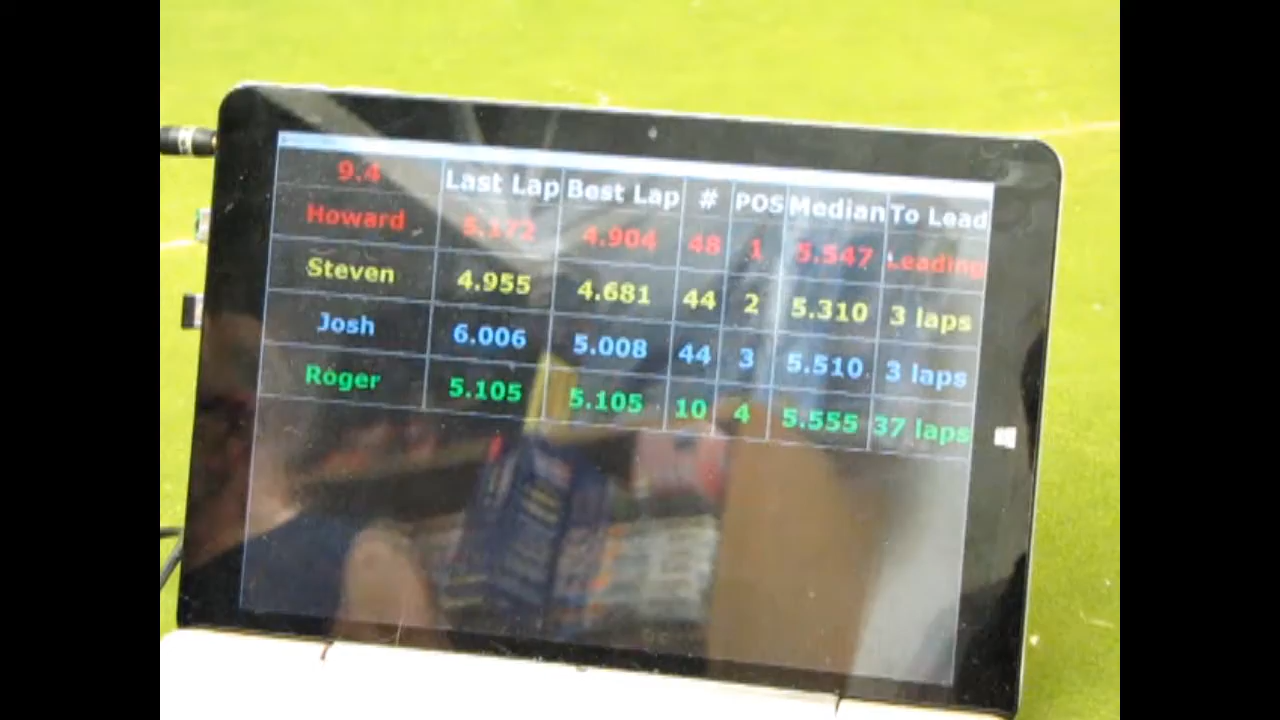 9.4 Last Lap Best Lap # POS Median To Lead
Howard 5.172 4.904 48 1 5.547 Leading
Steven 4.955 4.681 44 2 5.310 3 laps
Josh 6.006 5.008 44 3 5.510 3 laps
Roger 5.105 5.105 10 4 5.555 37 laps